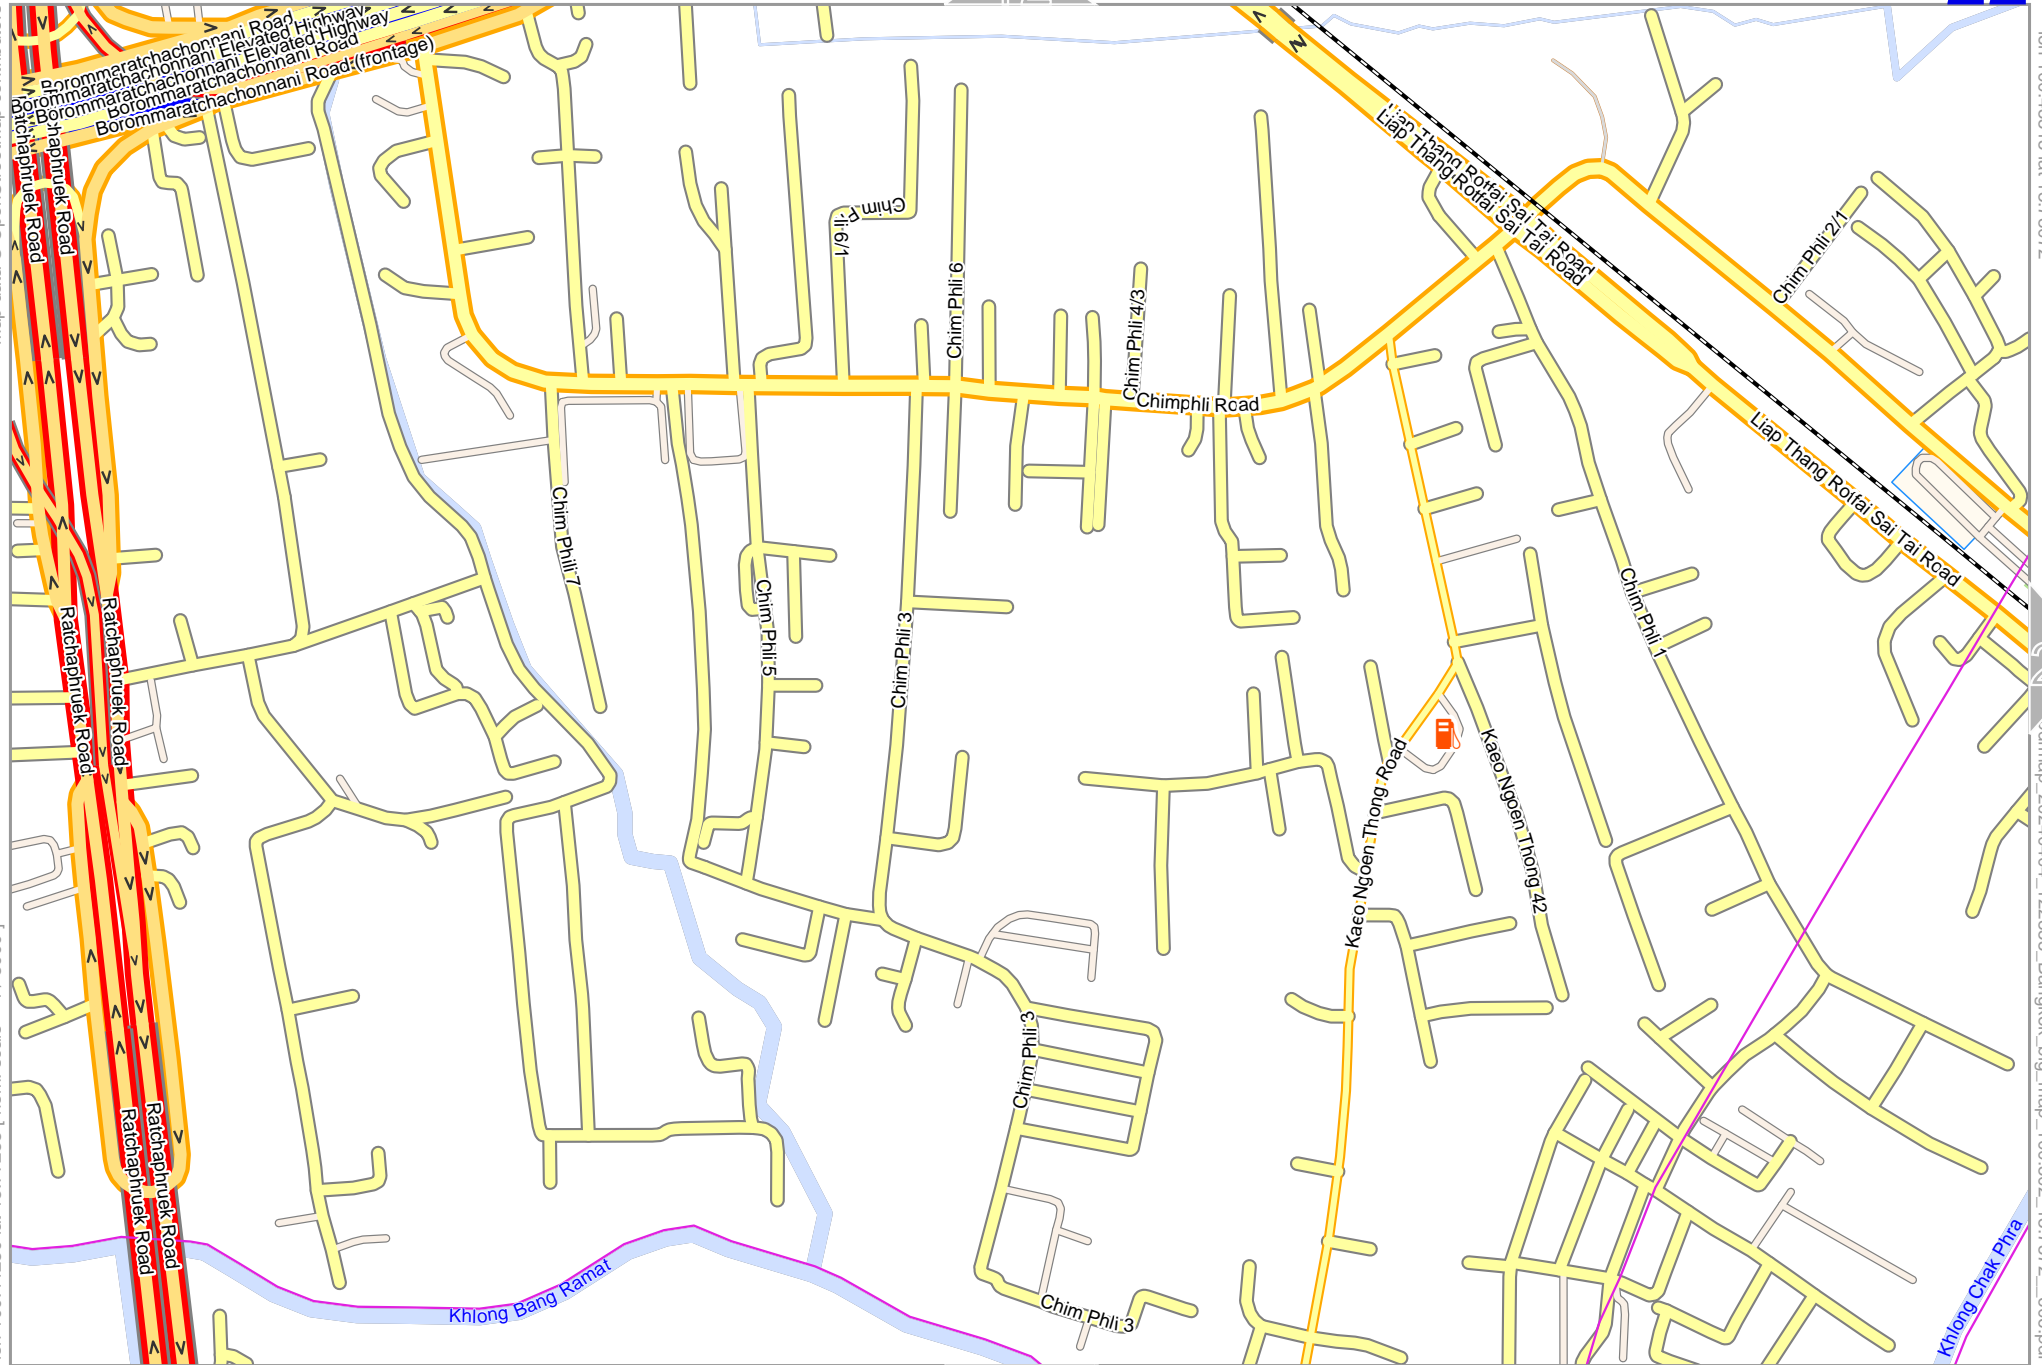 Borommaratchachonnani Road
Borommaratchachonnani Elevated Highway
Borommaratchachonnani Elevated Highway
Borommaratchachonnani Road
Borommaratchachonnani Road (frontage)
Ratchaphruek Road
Ratchaphruek Road
Liap Thang Rotfai Sai Tai Road
Liap Thang Rotfai Sai Tai Road
Chim Phli 2/1
Chim Phli 6/1
Chim Phli 6
Chim Phli 4/3
Chimphli Road
Liap Thang Rotfai Sai Tai Road
Chim Phli 7
Chim Phli 5
Chim Phli 3
Chim Phli 1
Ratchaphruek Road
Ratchaphruek Road
Kaeo Ngoen Thong Road
Kaeo Ngoen Thong 42
Kaeo Ngoen Thong Road
Chim Phli 3
Ratchaphruek Road
Ratchaphruek Road
Khlong Bang Ramat
Chim Phli 3
Khlong Chak Phra